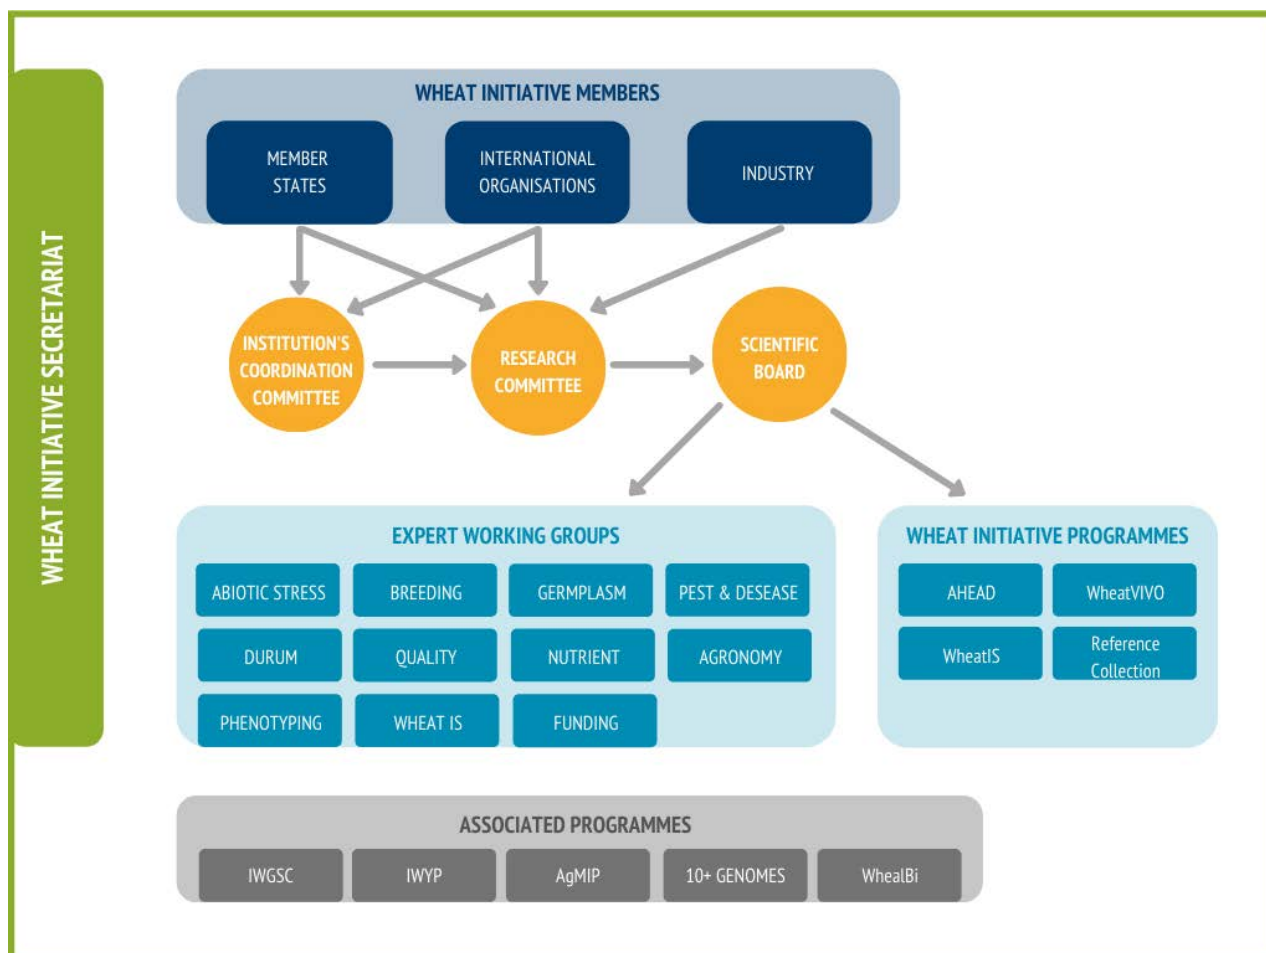 WHEAT INITIATIVE SECRETARIAT
WHEAT INITIATIVE MEMBERS
MEMBER
STATES
INTERNATIONAL
ORGANISATIONS
INDUSTRY
INSTITUTION'S
COORDINATION
COMMITTEE
RESEARCH
COMMITTEE
SCIENTIFIC
BOARD
EXPERT WORKING GROUPS
ABIOTIC STRESS
BREEDING
GERMPLASM
PEST & DESEASE
DURUM
QUALITY
NUTRIENT
AGRONOMY
PHENOTYPING
WHEAT IS
FUNDING
WHEAT INITIATIVE PROGRAMMES
AHEAD
WheatVIVO
WheatIS
Reference
Collection
ASSOCIATED PROGRAMMES
IWGSC
IWYP
AgMIP
10+ GENOMES
WhealBi